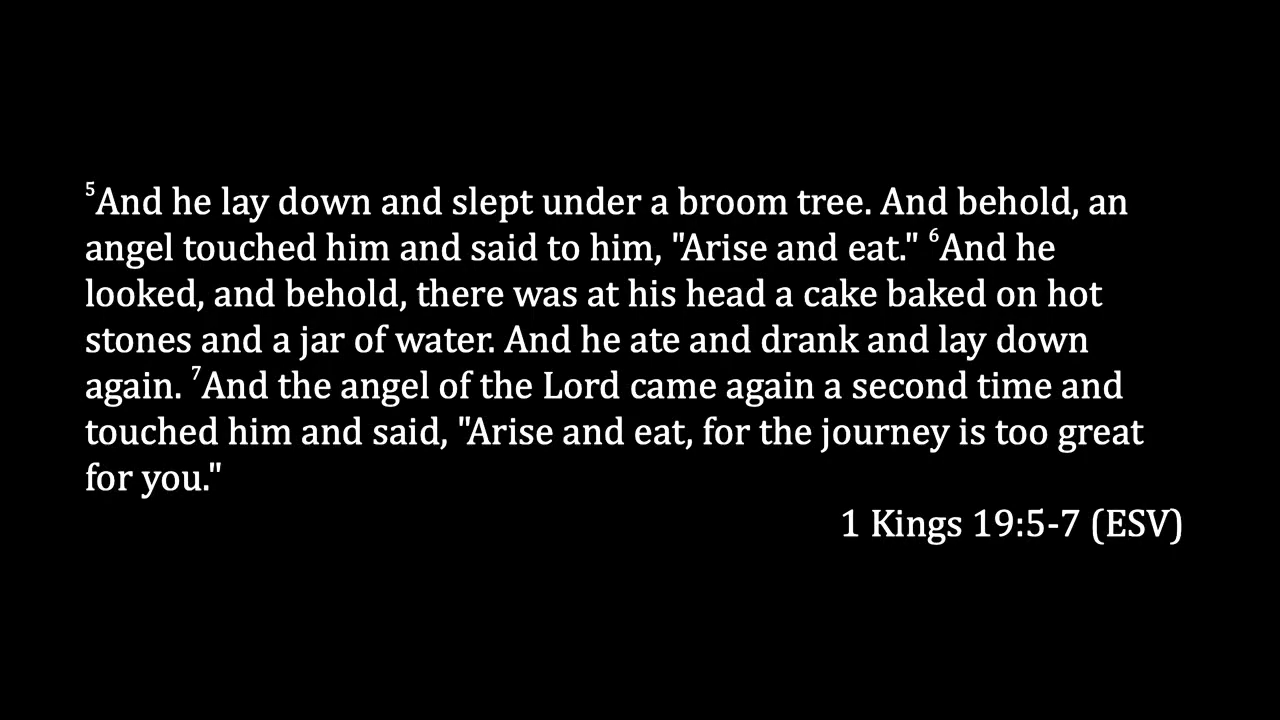 ⁵And he lay down and slept under a broom tree. And behold, an
angel touched him and said to him, "Arise and eat." ⁶And he
looked, and behold, there was at his head a cake baked on hot
stones and a jar of water. And he ate and drank and lay down
again. ⁷And the angel of the Lord came again a second time and
touched him and said, "Arise and eat, for the journey is too great
for you."
1 Kings 19:5-7 (ESV)